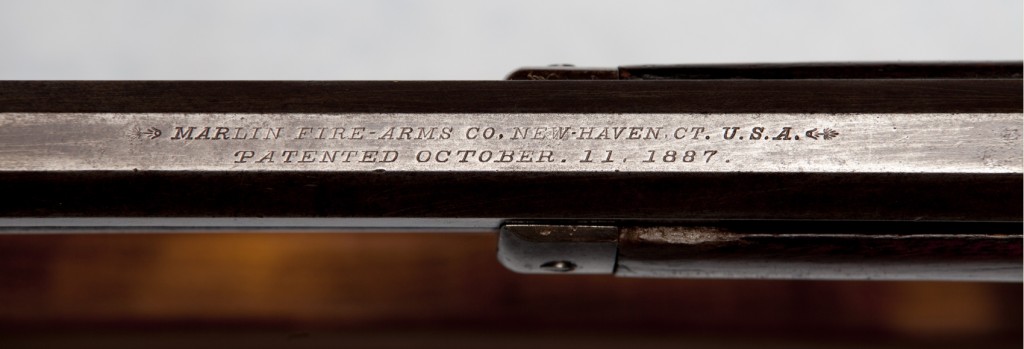 MARLIN FIRE-ARMS CO. NEW-HAVEN. CT. U.S.A.
PATENTED OCTOBER. 11. 1887.